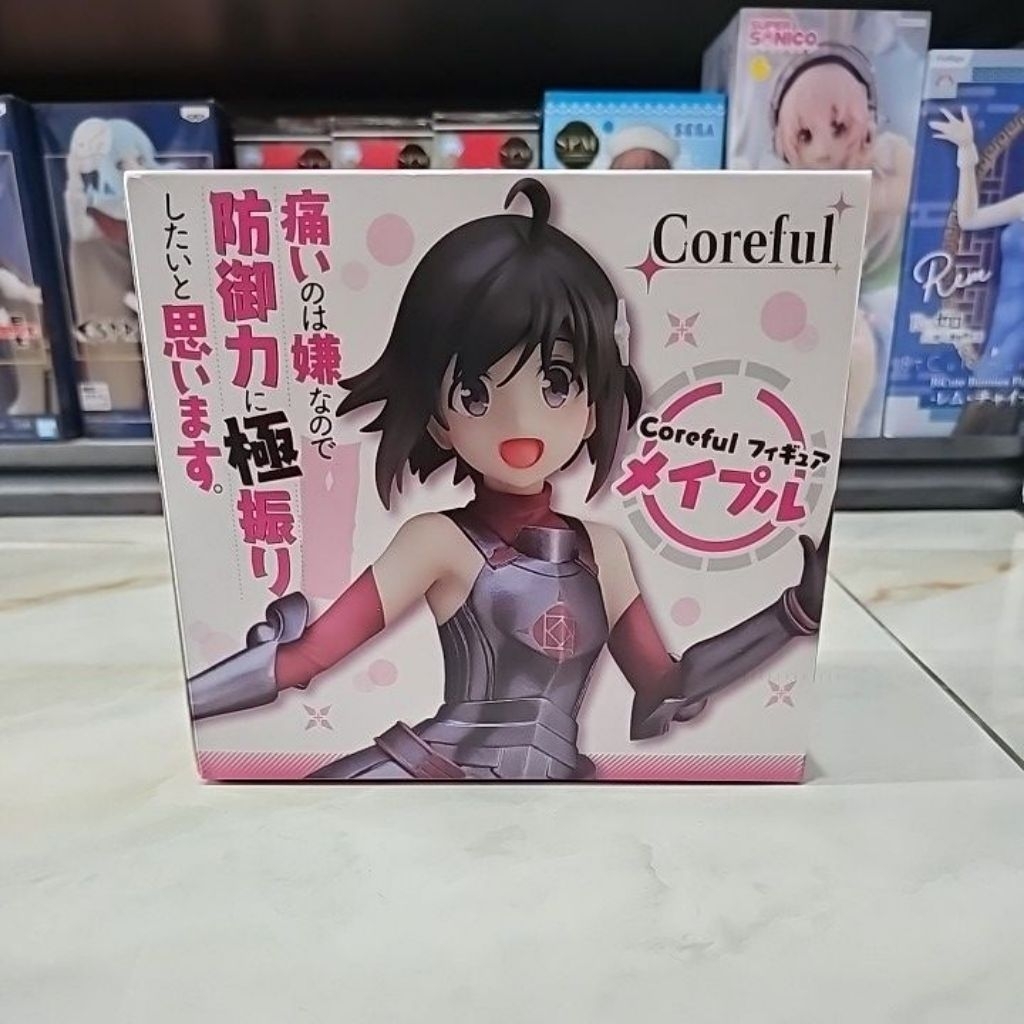 痛いのは嫌なので
防御力に極振り
したいと思います。
Coreful
Coreful フィギュア
メイプル
SUPER
SONICO
SPM
SEGA
Rem